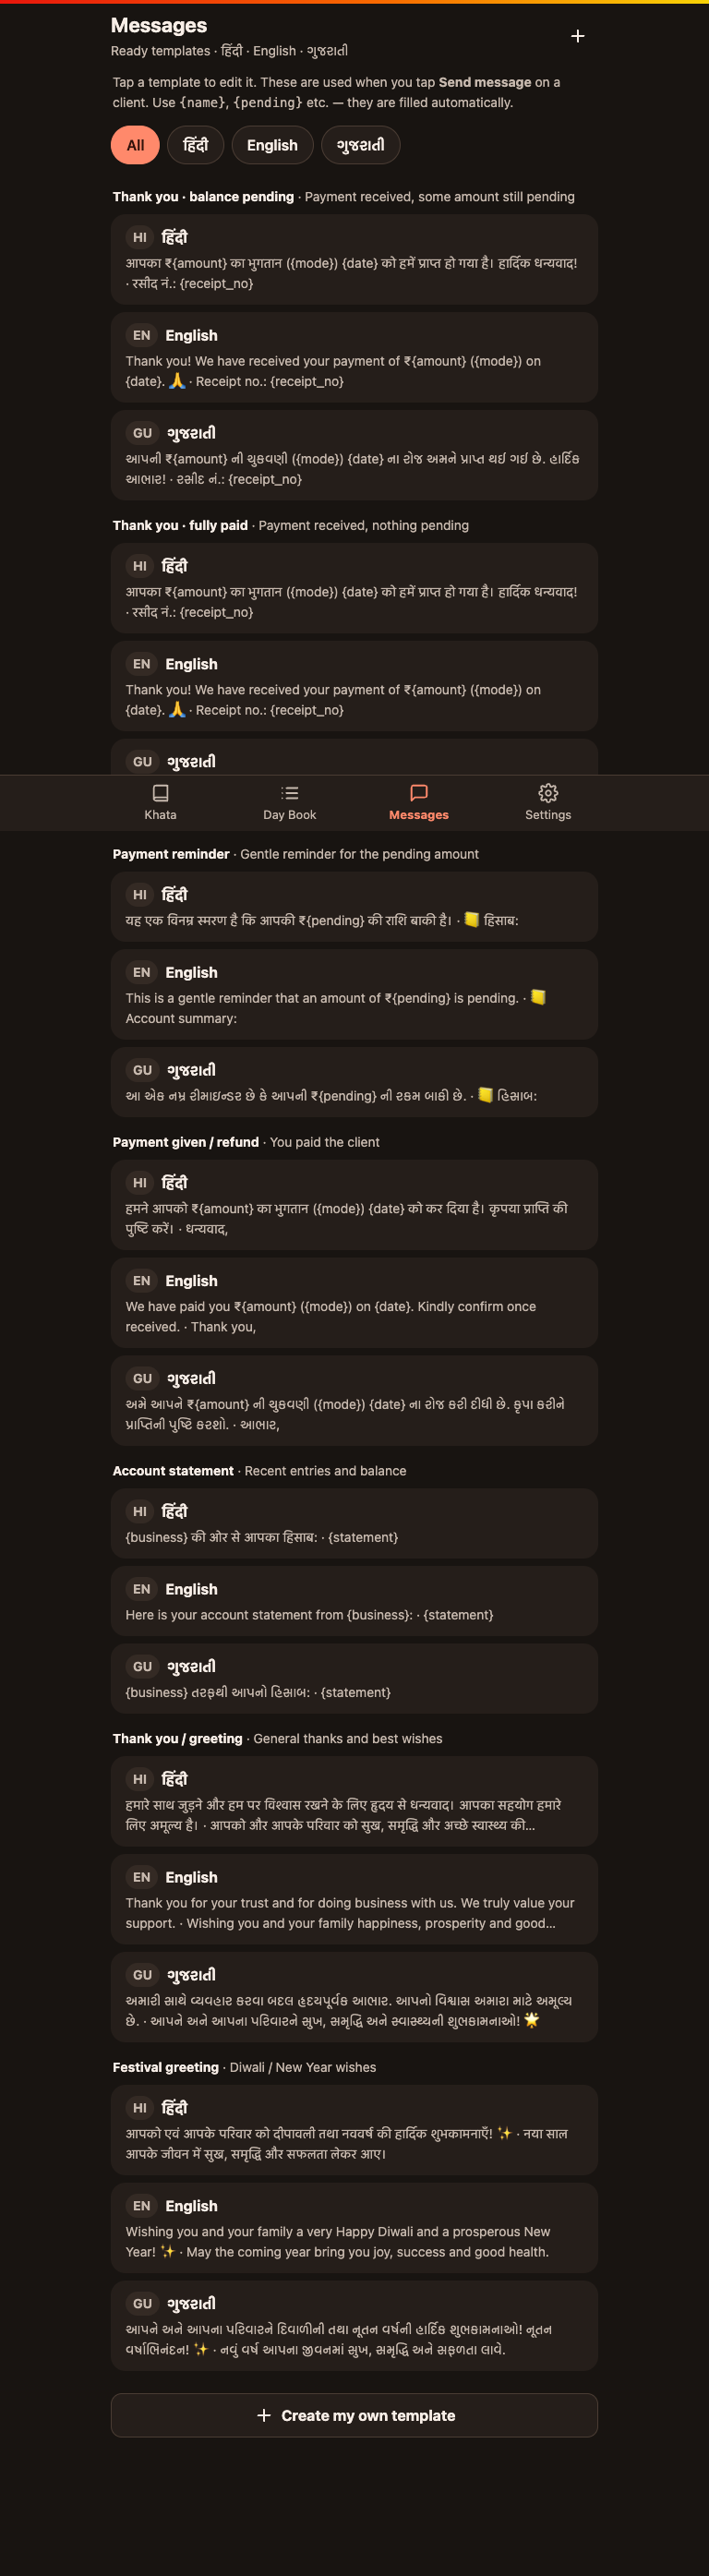 Messages
Ready templates · हिंदी · English · ગુજરાતી
Tap a template to edit it. These are used when you tap Send message on a
client. Use {name}, {pending} etc. — they are filled automatically.
All
हिंदी
English
ગુજરાતી
Thank you · balance pending · Payment received, some amount still pending
HI हिंदी
आपका ₹{amount} का भुगतान ({mode}) {date} को हमें प्राप्त हो गया है। हार्दिक धन्यवाद!
· रसीद नं.: {receipt_no}
EN English
Thank you! We have received your payment of ₹{amount} ({mode}) on
{date}. 🙏 · Receipt no.: {receipt_no}
GU ગુજરાતી
આપની ₹{amount} ની ચુકવણી ({mode}) {date} ના રોજ અમને પ્રાપ્ત થઈ ગઈ છે. હાર્દિક
આભાર! · રસીદ નં.: {receipt_no}
Thank you · fully paid · Payment received, nothing pending
HI हिंदी
आपका ₹{amount} का भुगतान ({mode}) {date} को हमें प्राप्त हो गया है। हार्दिक धन्यवाद!
· रसीद नं.: {receipt_no}
EN English
Thank you! We have received your payment of ₹{amount} ({mode}) on
{date}. 🙏 · Receipt no.: {receipt_no}
GU ગુજરાતી
Khata
Day Book
Messages
Settings
Payment reminder · Gentle reminder for the pending amount
HI हिंदी
यह एक विनम्र स्मरण है कि आपकी ₹{pending} की राशि बाकी है। · 📒 हिसाब:
EN English
This is a gentle reminder that an amount of ₹{pending} is pending. · 📒
Account summary:
GU ગુજરાતી
આ એક નમ્ર રીમાઇન્ડર છે કે આપની ₹{pending} ની રકમ બાકી છે. · 📒 હિસાબ:
Payment given / refund · You paid the client
HI हिंदी
हमने आपको ₹{amount} का भुगतान ({mode}) {date} को कर दिया है। कृपया प्राप्ति की
पुष्टि करें। · धन्यवाद,
EN English
We have paid you ₹{amount} ({mode}) on {date}. Kindly confirm once
received. · Thank you,
GU ગુજરાતી
અમે આપને ₹{amount} ની ચુકવણી ({mode}) {date} ના રોજ કરી દીધી છે. કૃપા કરીને
પ્રાપ્તિની પુષ્ટિ કરશો. · આભાર,
Account statement · Recent entries and balance
HI हिंदी
{business} की ओर से आपका हिसाब: · {statement}
EN English
Here is your account statement from {business}: · {statement}
GU ગુજરાતી
{business} તરફથી આપનો હિસાબ: · {statement}
Thank you / greeting · General thanks and best wishes
HI हिंदी
हमारे साथ जुड़ने और हम पर विश्वास रखने के लिए हृदय से धन्यवाद। आपका सहयोग हमारे
लिए अमूल्य है। · आपको और आपके परिवार को सुख, समृद्धि और अच्छे स्वास्थ्य की…
EN English
Thank you for your trust and for doing business with us. We truly value your
support. · Wishing you and your family happiness, prosperity and good…
GU ગુજરાતી
અમારી સાથે વ્યવહાર કરવા બદલ હૃદયપૂર્વક આભાર. આપનો વિશ્વાસ અમારા માટે અમૂલ્ય
છે. · આપને અને આપના પરિવારને સુખ, સમૃદ્ધિ અને સ્વાસ્થ્યની શુભકામનાઓ! 🌟
Festival greeting · Diwali / New Year wishes
HI हिंदी
आपको एवं आपके परिवार को दीपावली तथा नववर्ष की हार्दिक शुभकामनाएँ! ✨ · नया साल
आपके जीवन में सुख, समृद्धि और सफलता लेकर आए।
EN English
Wishing you and your family a very Happy Diwali and a prosperous New
Year! ✨ · May the coming year bring you joy, success and good health.
GU ગુજરાતી
આપને અને આપના પરિવારને દિવાળીની તથા નૂતન વર્ષની હાર્દિક શુભકામનાઓ! નૂતન
વર્ષાભિનંદન! ✨ · નવું વર્ષ આપના જીવનમાં સુખ, સમૃદ્ધિ અને સફળતા લાવે.
Create my own template